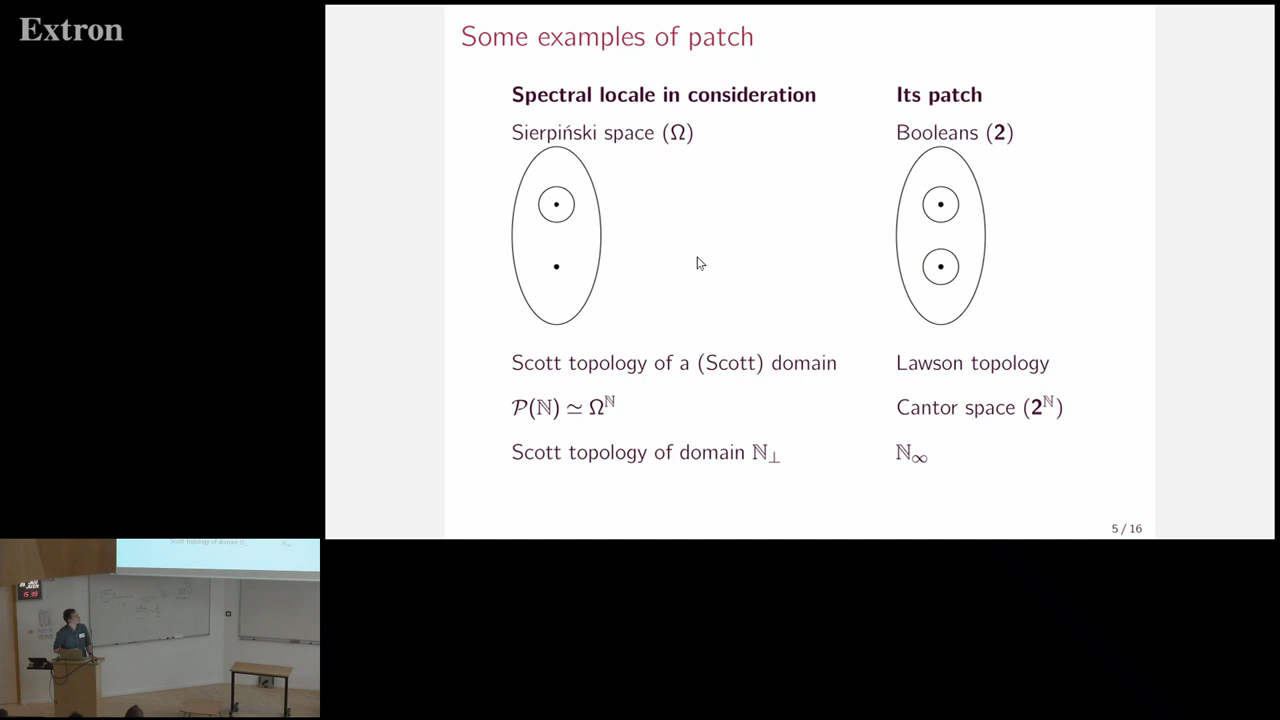 Extron
Some examples of patch
Spectral locale in consideration Its patch
Sierpiński space (Ω) Booleans (2)
Scott topology of a (Scott) domain Lawson topology
𝒫(ℕ) ≃ Ω^ℕ Cantor space (2^ℕ)
Scott topology of domain ℕ⊥ ℕ∞
5 / 16